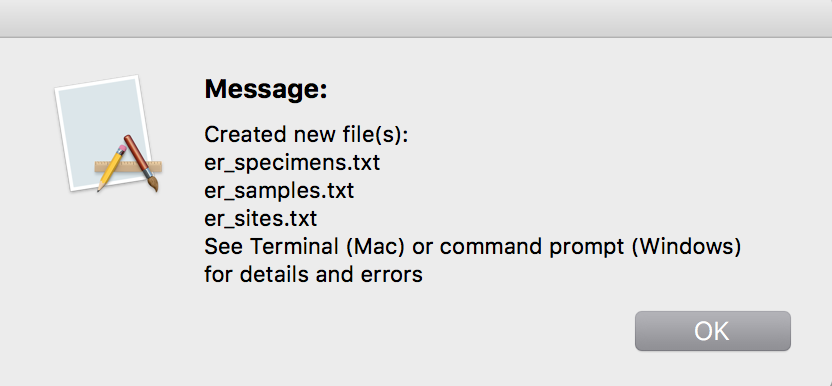 Message:
Created new file(s):
er_specimens.txt
er_samples.txt
er_sites.txt
See Terminal (Mac) or command prompt (Windows)
for details and errors
OK